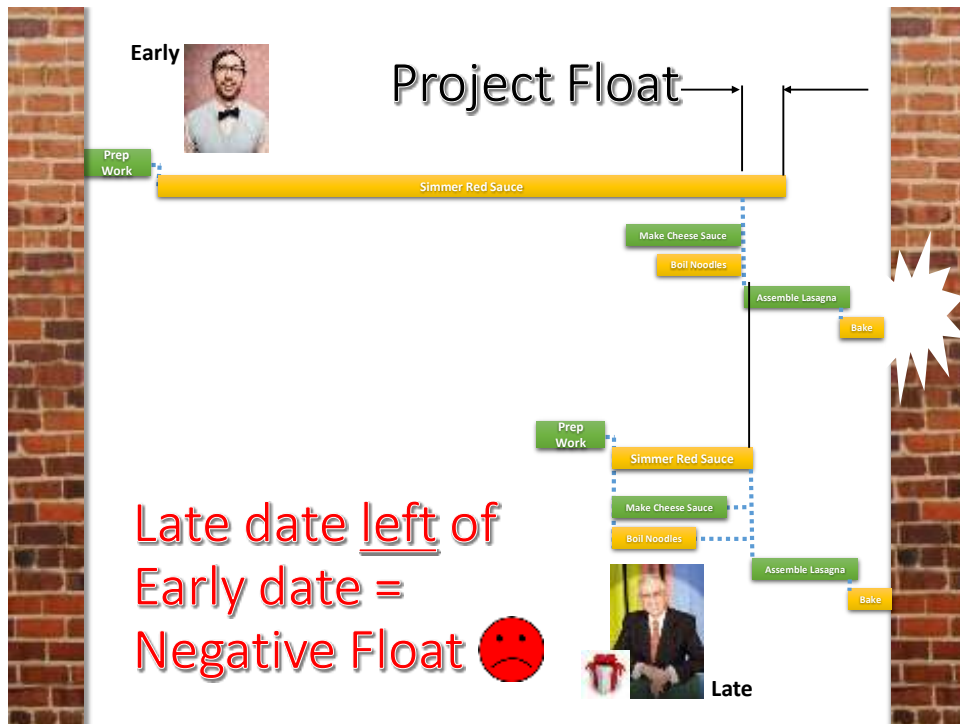 Early
Project Float
Prep
Work
Simmer Red Sauce
Make Cheese Sauce
Boil Noodles
Assemble Lasagna
Bake
Prep
Work
Simmer Red Sauce
Make Cheese Sauce
Boil Noodles
Assemble Lasagna
Bake
Late date left of
Early date =
Negative Float
Late